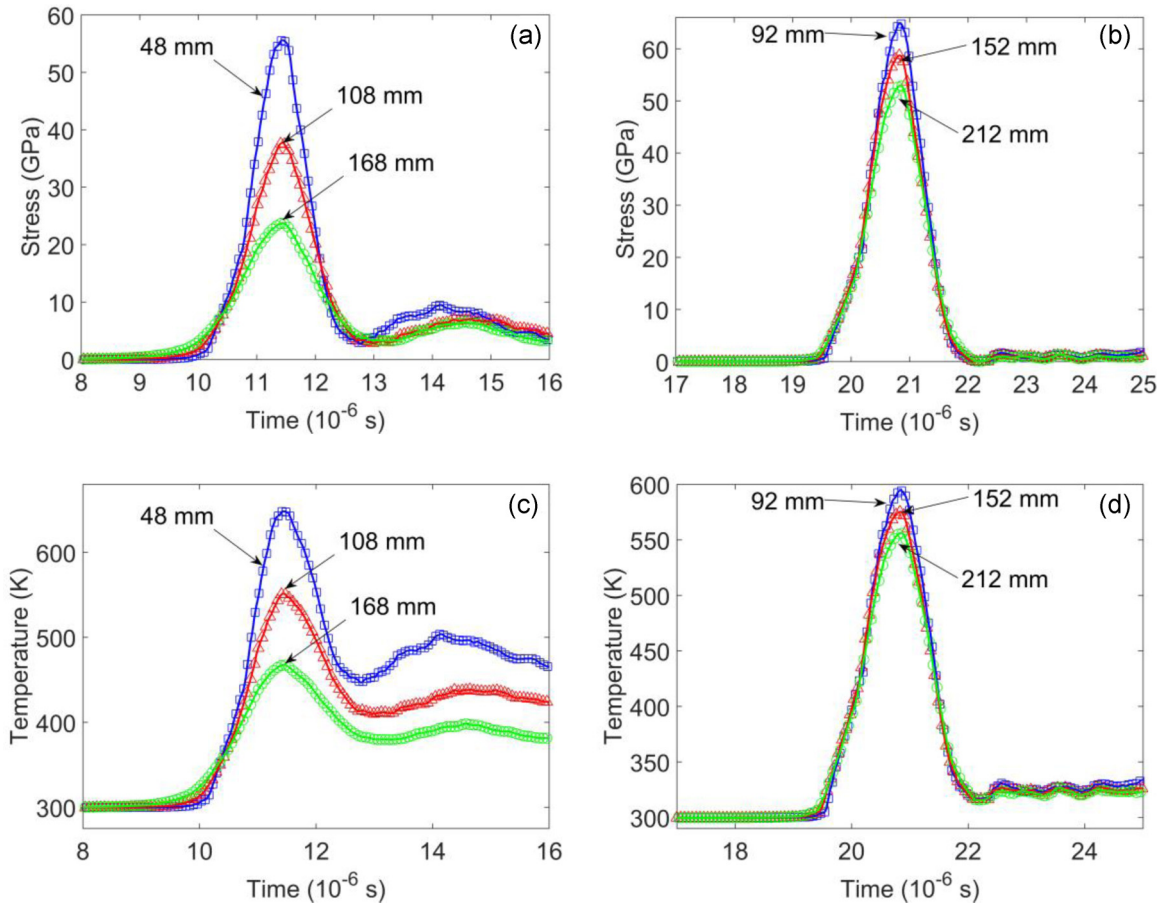 (a)
60
50
40
30
20
10
0
Stress (GPa)
48 mm
108 mm
168 mm
8 9 10 11 12 13 14 15 16
Time (10⁻⁶ s)
(b)
60
50
40
30
20
10
0
Stress (GPa)
92 mm
152 mm
212 mm
17 18 19 20 21 22 23 24 25
Time (10⁻⁶ s)
(c)
600
500
400
300
Temperature (K)
48 mm
108 mm
168 mm
8 10 12 14 16
Time (10⁻⁶ s)
(d)
600
550
500
450
400
350
300
Temperature (K)
92 mm
152 mm
212 mm
18 20 22 24
Time (10⁻⁶ s)